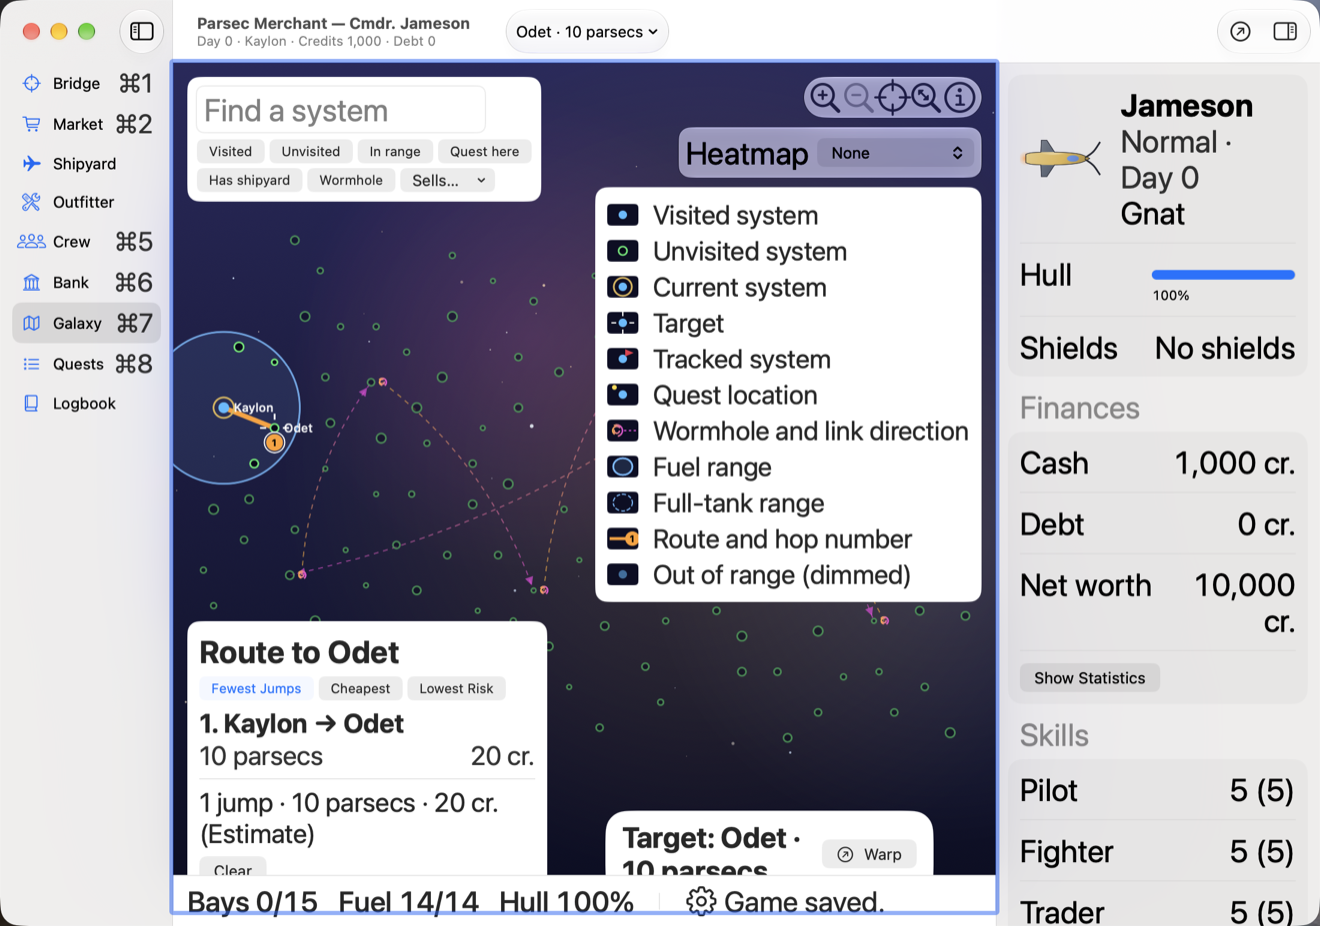 Parsec Merchant — Cmdr. Jameson
Day 0 · Kaylon · Credits 1,000 · Debt 0
Odet · 10 parsecs
Bridge ⌘1
Market ⌘2
Shipyard
Outfitter
Crew ⌘5
Bank ⌘6
Galaxy ⌘7
Quests ⌘8
Logbook
Find a system
Visited
Unvisited
In range
Quest here
Has shipyard
Wormhole
Sells...
Heatmap None
Visited system
Unvisited system
Current system
Target
Tracked system
Quest location
Wormhole and link direction
Fuel range
Full-tank range
1 Route and hop number
Out of range (dimmed)
Kaylon
Odet
1
Route to Odet
Fewest Jumps
Cheapest
Lowest Risk
1. Kaylon → Odet
10 parsecs 20 cr.
1 jump · 10 parsecs · 20 cr.
(Estimate)
Clear
Target: Odet ·
10 parsecs
Warp
Bays 0/15 Fuel 14/14 Hull 100% Game saved.
Jameson
Normal ·
Day 0
Gnat
Hull
100%
Shields No shields
Finances
Cash 1,000 cr.
Debt 0 cr.
Net worth 10,000
cr.
Show Statistics
Skills
Pilot 5 (5)
Fighter 5 (5)
Trader 5 (5)